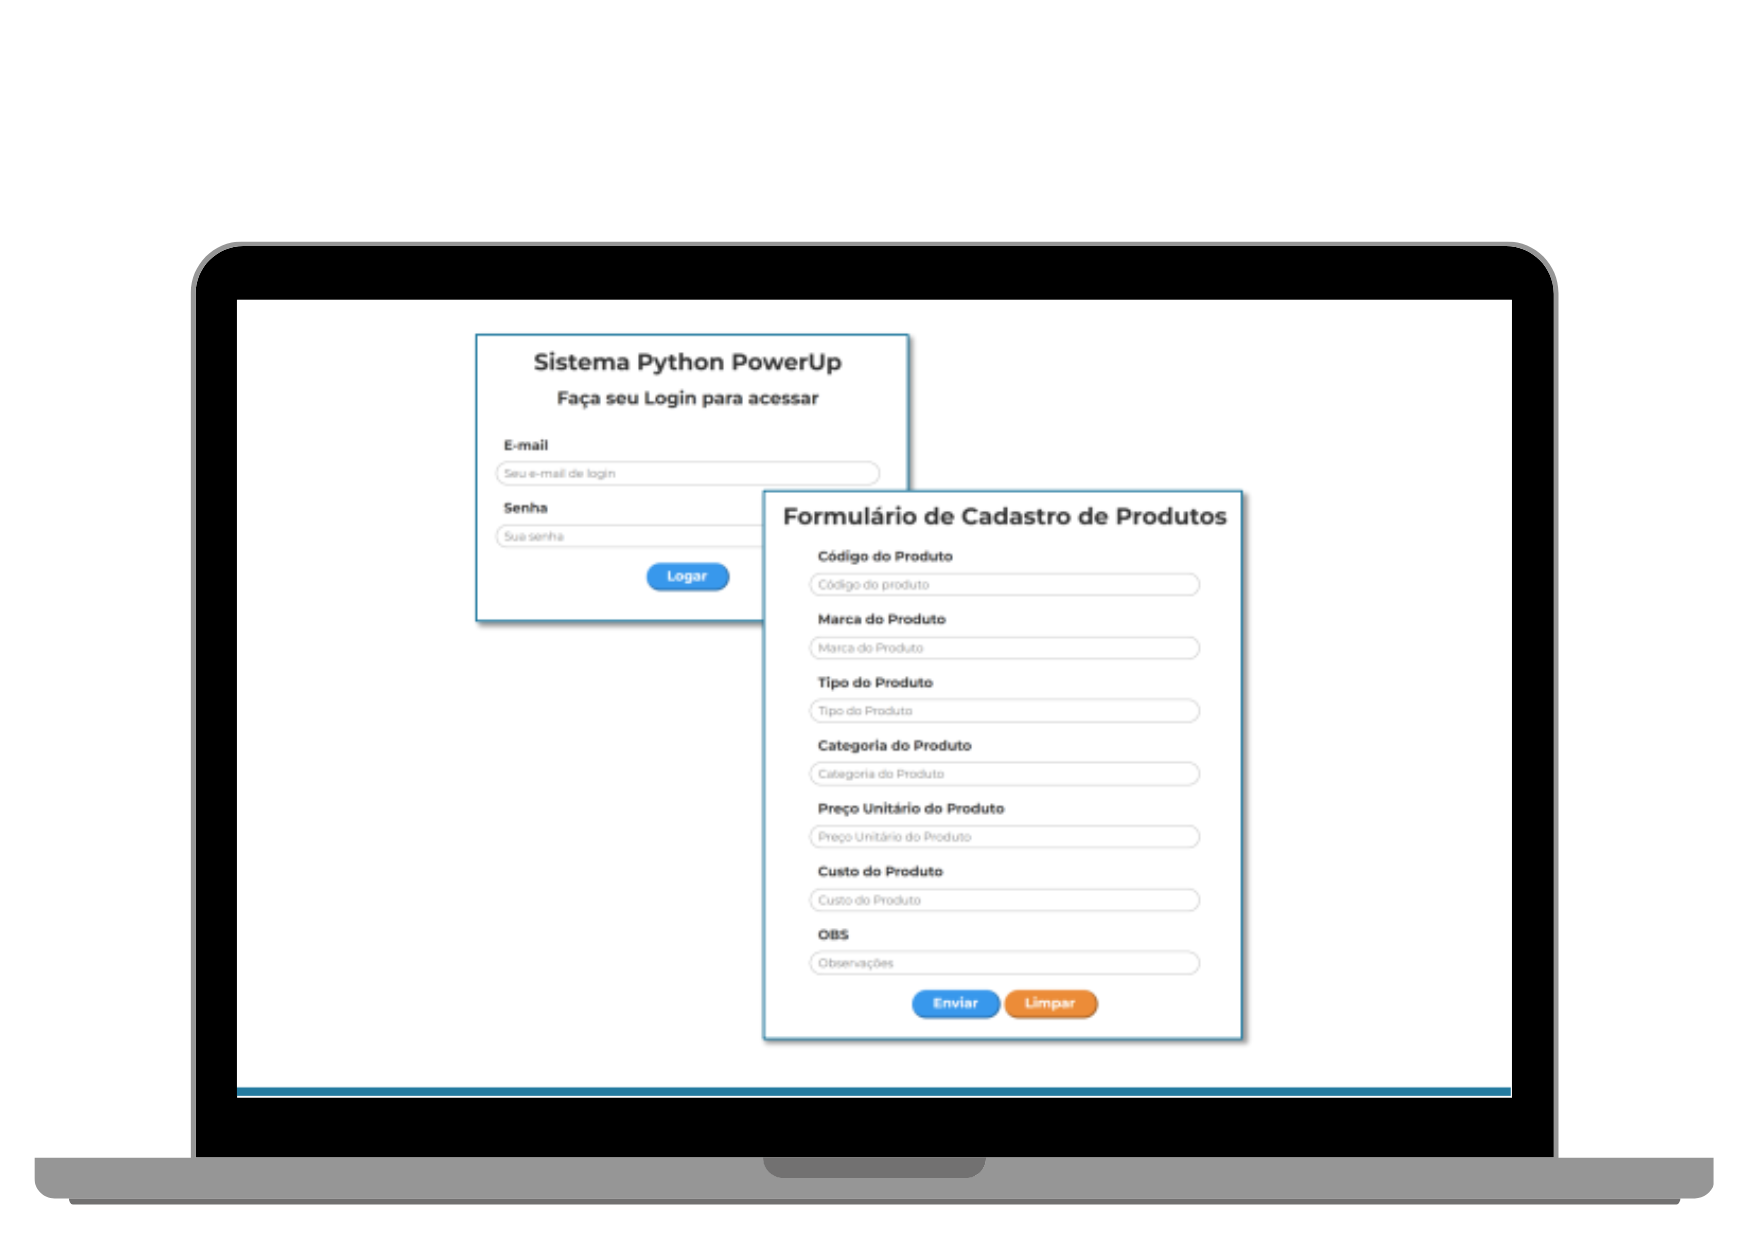 Sistema Python PowerUp
Faça seu Login para acessar
E-mail
Seu e-mail de login
Senha
Sua senha
Logar
Formulário de Cadastro de Produtos
Código do Produto
Código do produto
Marca do Produto
Marca do Produto
Tipo do Produto
Tipo do Produto
Categoria do Produto
Categoria do Produto
Preço Unitário do Produto
Preço Unitário do Produto
Custo do Produto
Custo do Produto
OBS
Observações
Enviar
Limpar